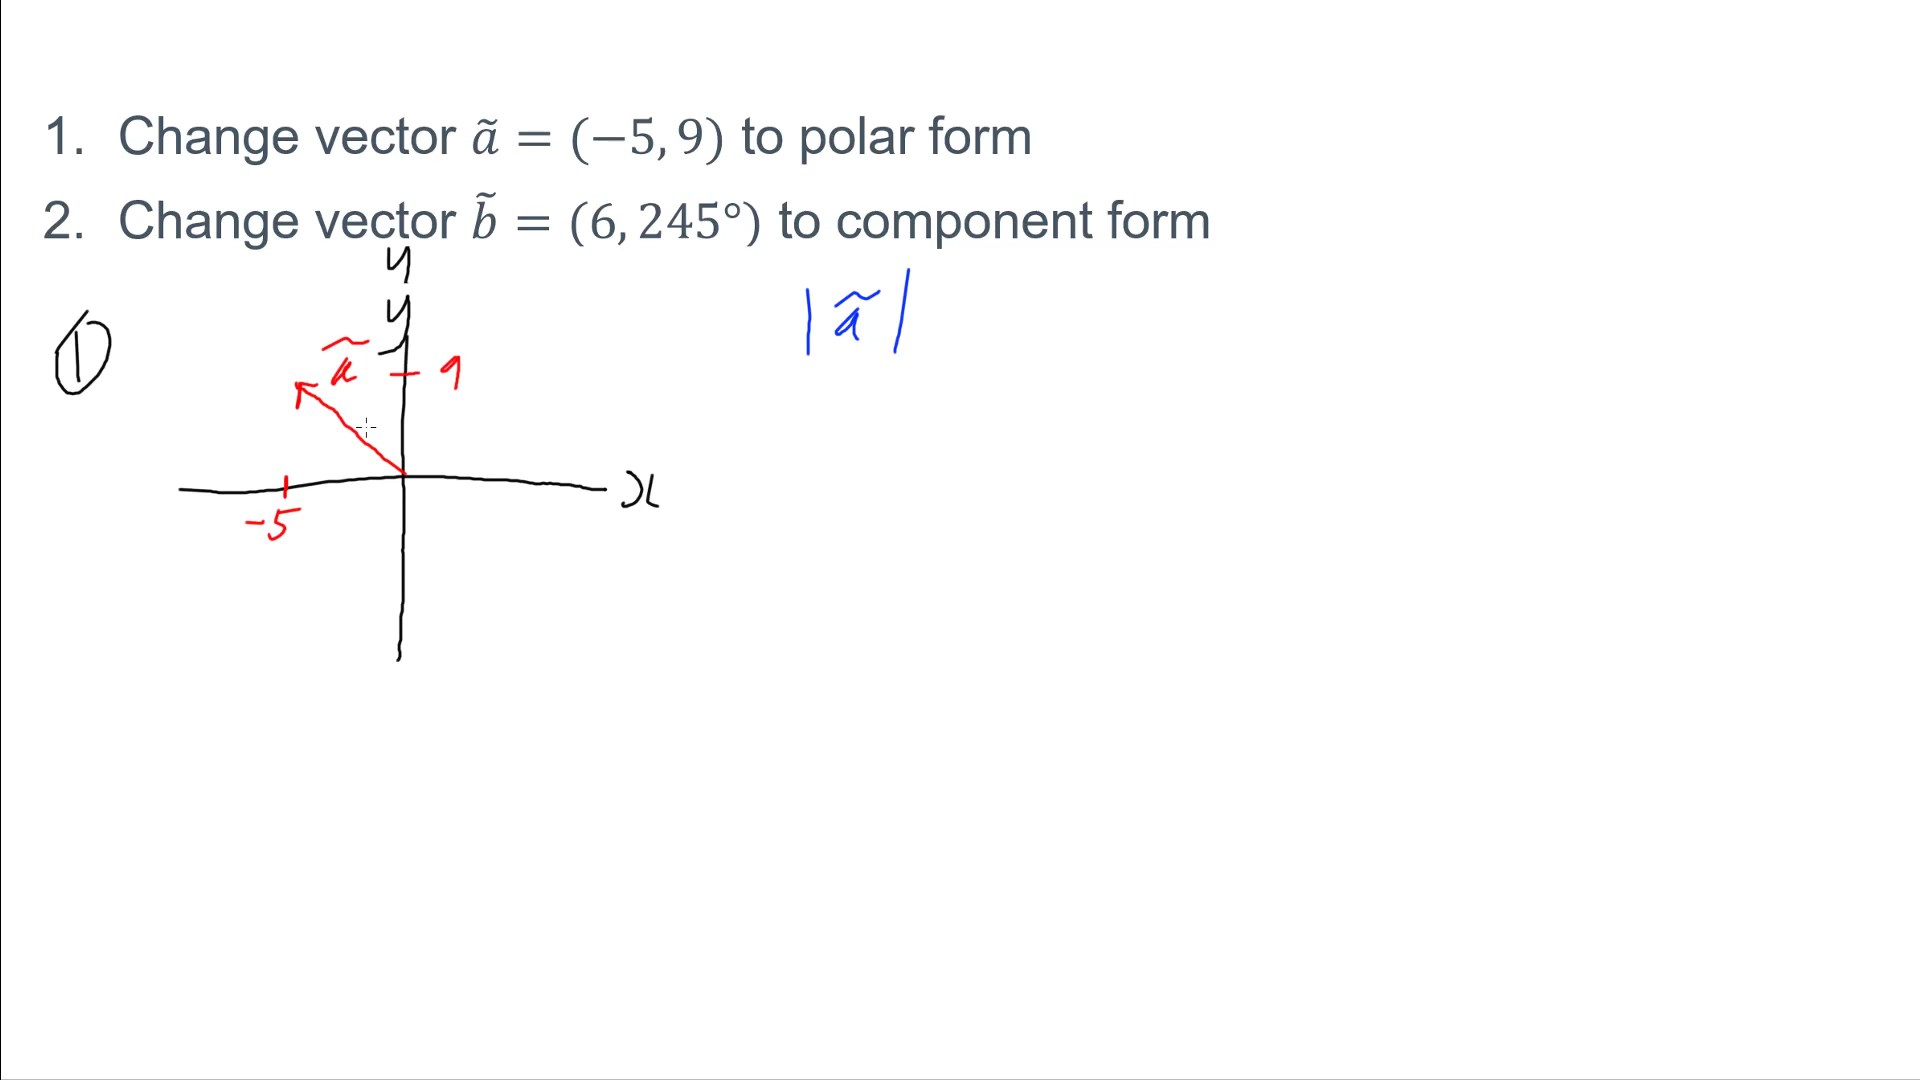 1. Change vector ã = (−5, 9) to polar form
2. Change vector b̃ = (6, 245°) to component form
y
y
①
|ã|
ã
9
x
-5